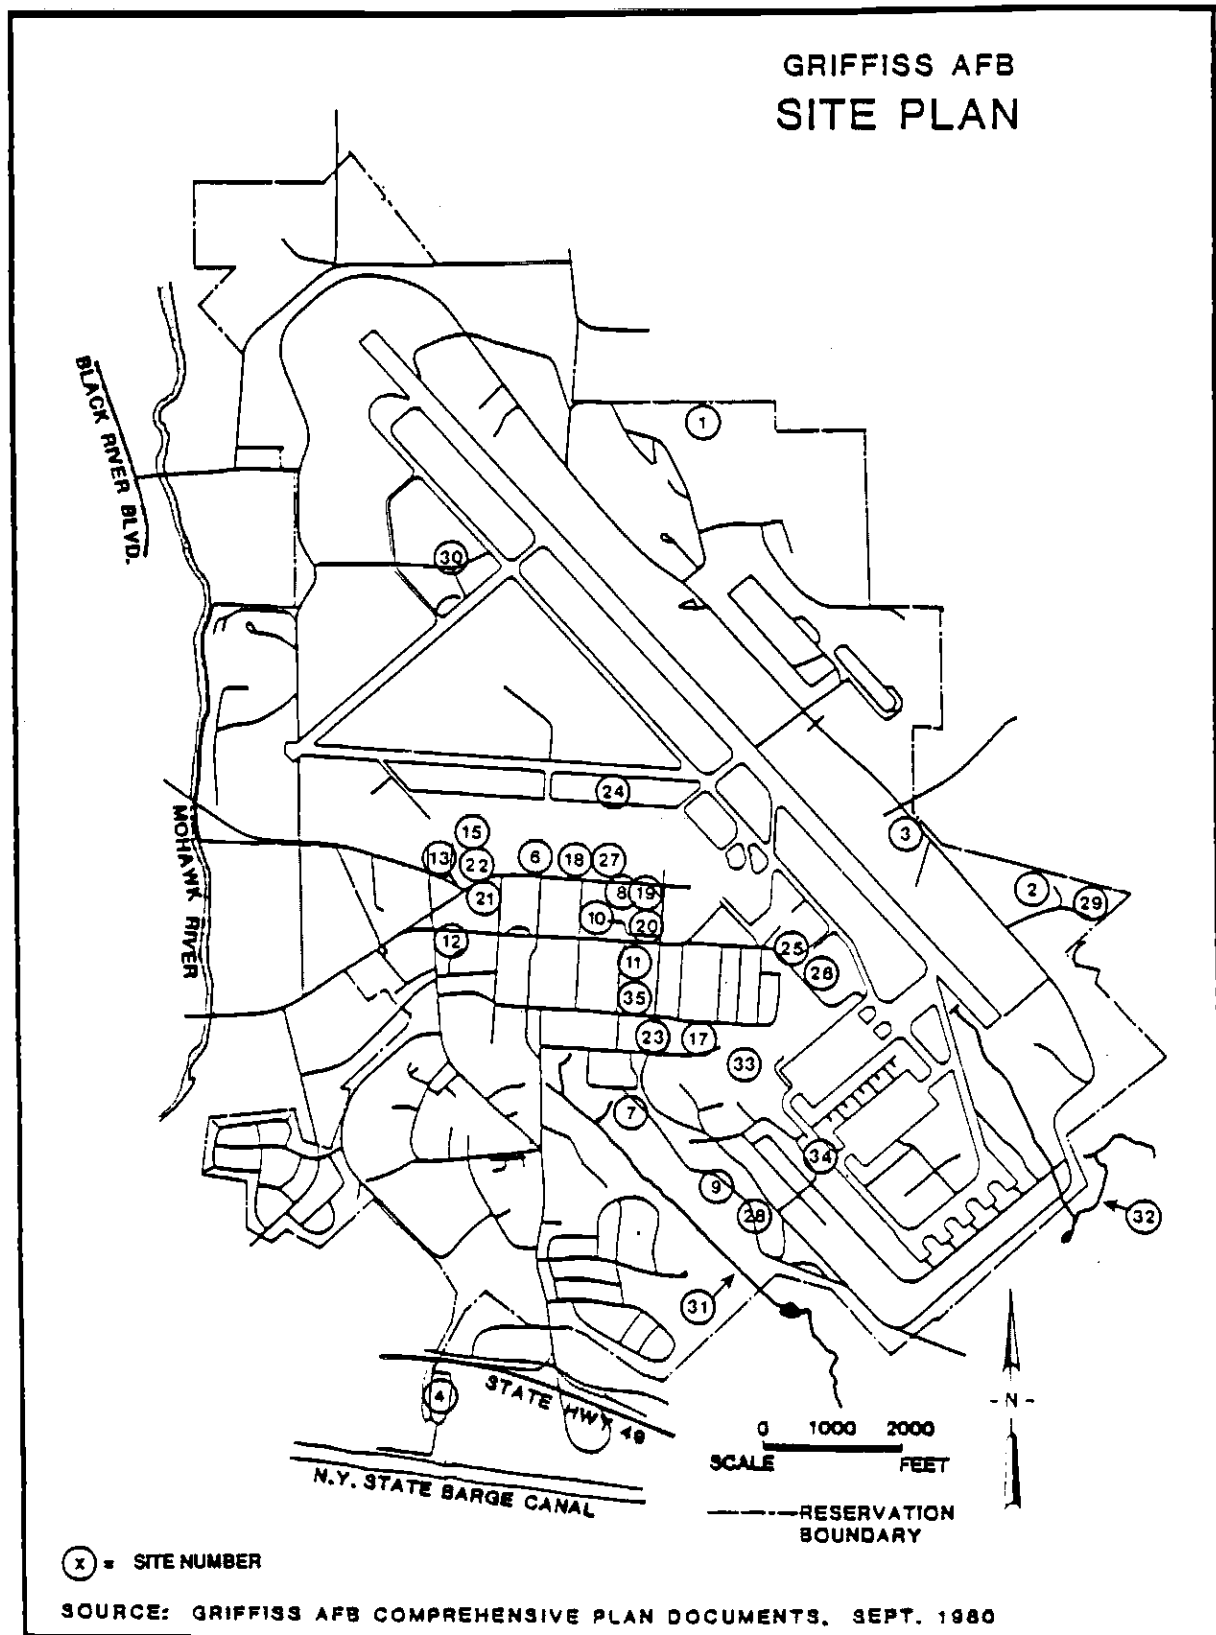 GRIFFISS AFB
SITE PLAN
BLACK RIVER BLVD.
1
30
24
MOHAWK RIVER
15
13
22
6
18
27
3
21
8
19
2
29
10
20
12
11
25
26
35
23
17
33
7
34
9
28
32
31
4
STATE HWY 49
- N -
0 1000 2000
SCALE FEET
N.Y. STATE BARGE CANAL
RESERVATION
BOUNDARY
X = SITE NUMBER
SOURCE: GRIFFISS AFB COMPREHENSIVE PLAN DOCUMENTS. SEPT. 1980